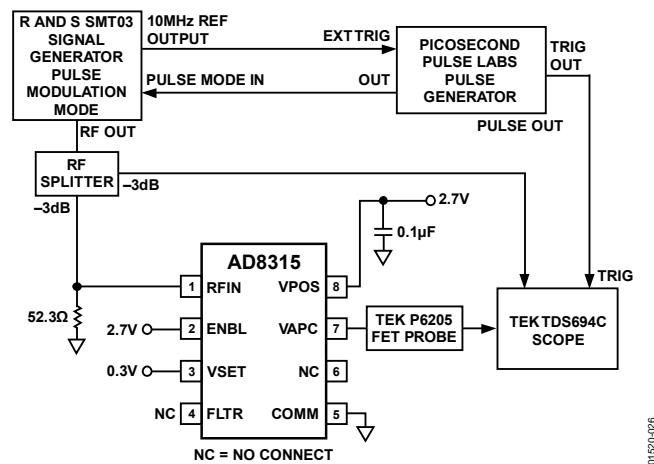 R AND S SMT03
SIGNAL
GENERATOR
PULSE
MODULATION
MODE
10MHz REF
OUTPUT
EXT TRIG
PICOSECOND
PULSE LABS
PULSE
GENERATOR
TRIG
OUT
PULSE MODE IN
OUT
RF OUT
PULSE OUT
RF
SPLITTER
–3dB
–3dB
2.7V
0.1µF
AD8315
1 RFIN
VPOS 8
52.3Ω
2.7V
2 ENBL
VAPC 7
TEK P6205
FET PROBE
TRIG
TEK TDS694C
SCOPE
0.3V
3 VSET
NC 6
NC
4 FLTR
COMM 5
NC = NO CONNECT
01520-026